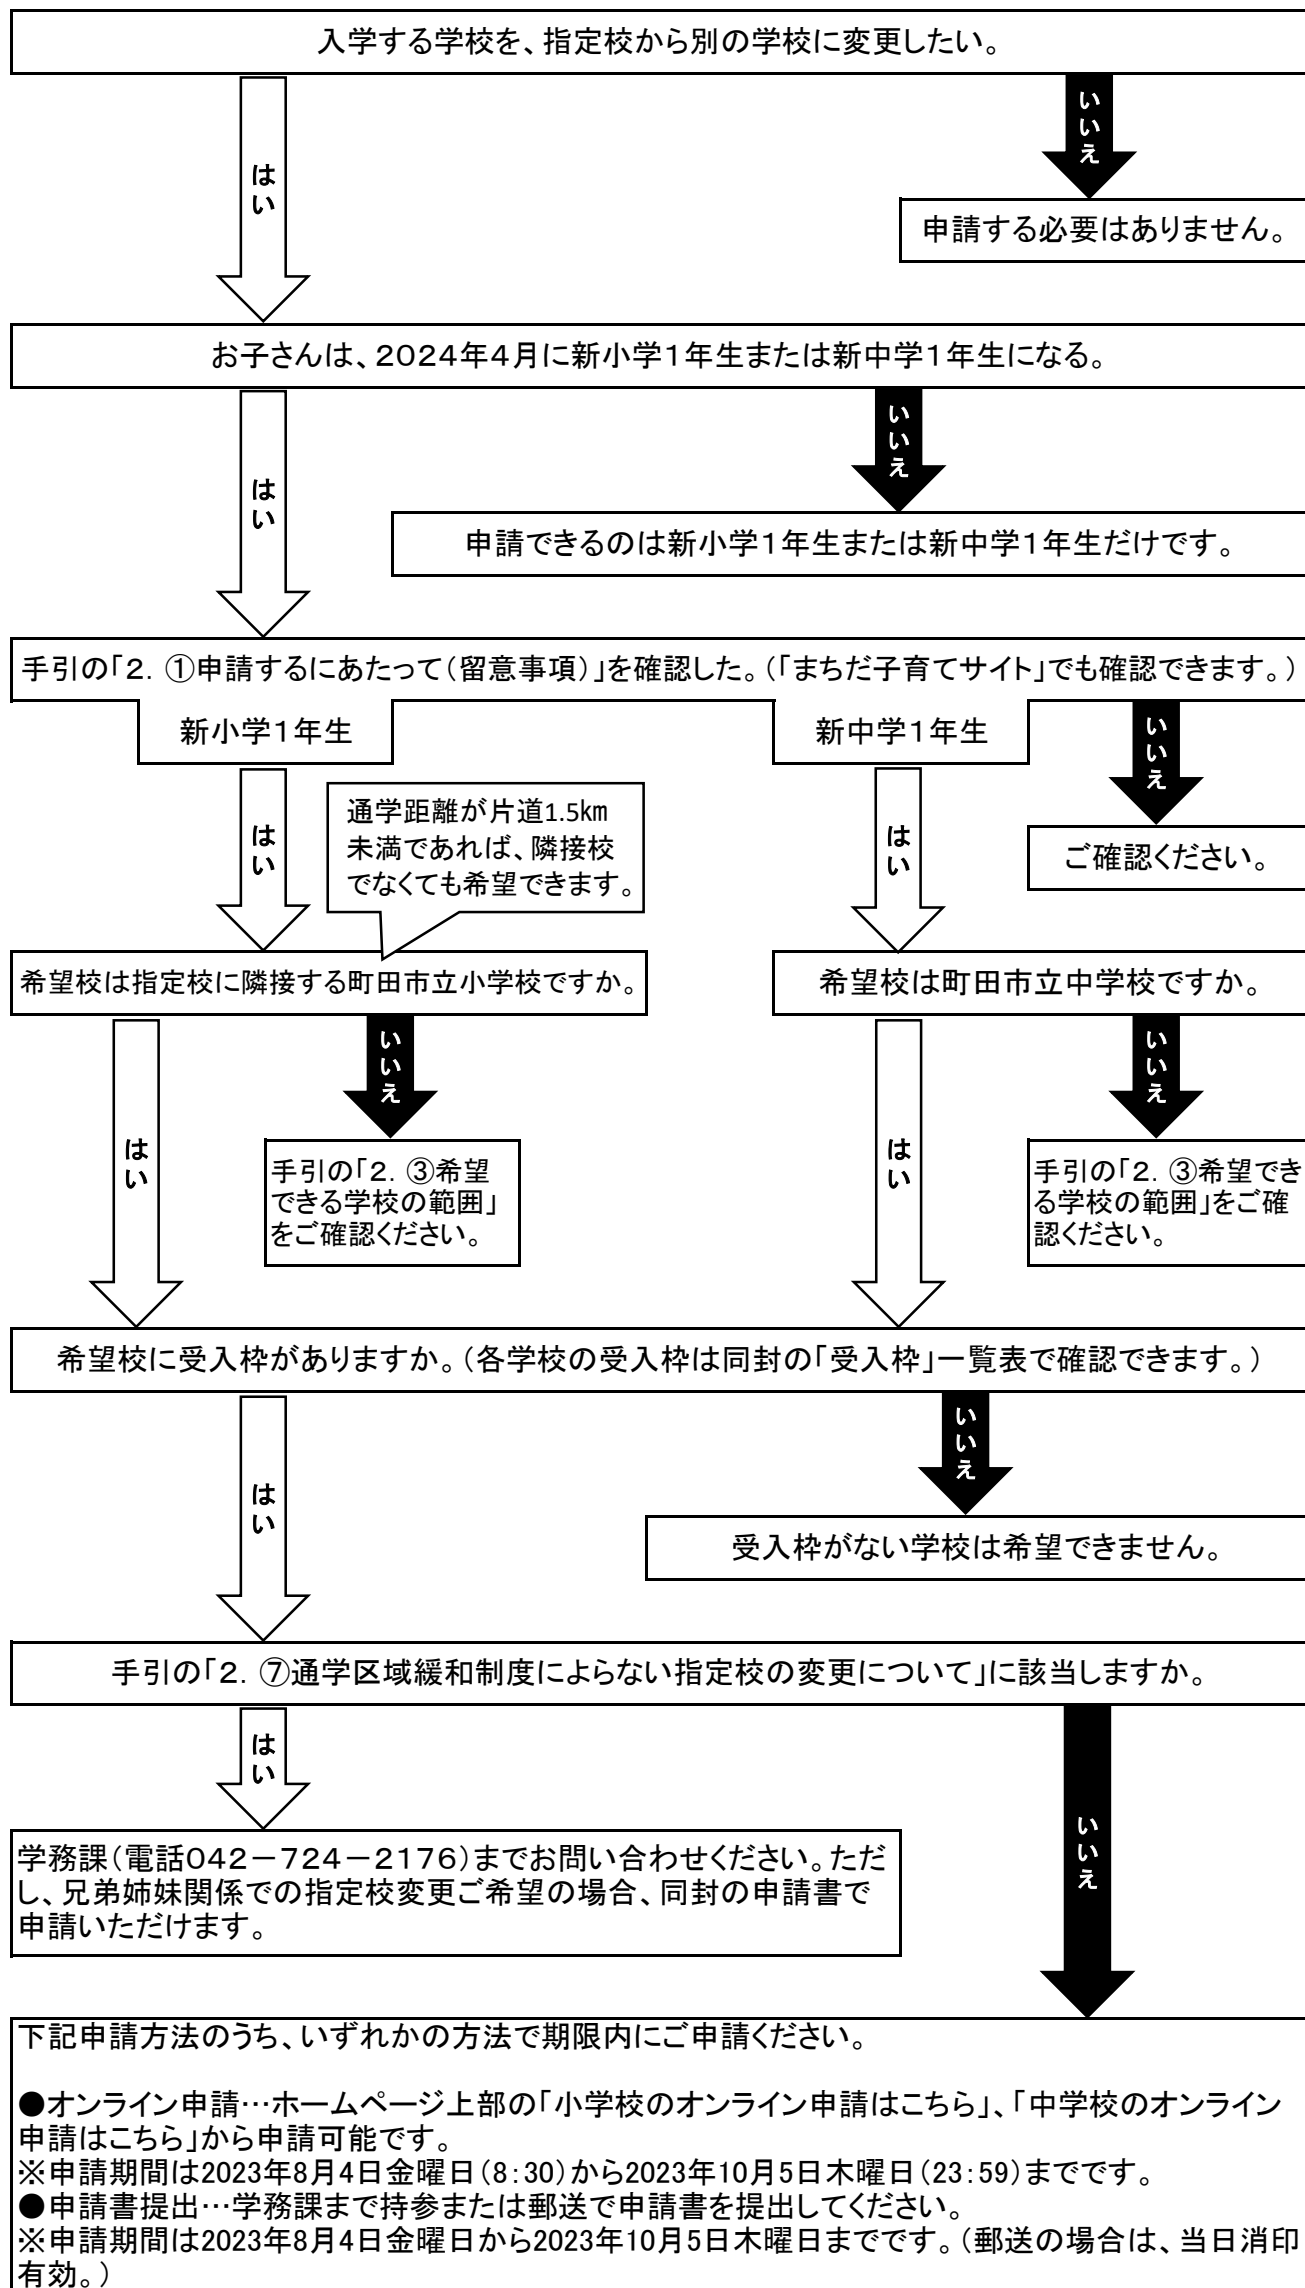 入学する学校を、指定校から別の学校に変更したい。
はい
いいえ
申請する必要はありません。
お子さんは、2024年4月に新小学1年生または新中学1年生になる。
はい
いいえ
申請できるのは新小学1年生または新中学1年生だけです。
手引の「2．①申請するにあたって（留意事項）」を確認した。（「まちだ子育てサイト」でも確認できます。）
新小学1年生
新中学1年生
いいえ
ご確認ください。
はい
通学距離が片道1.5㎞
未満であれば、隣接校
でなくても希望できます。
はい
希望校は指定校に隣接する町田市立小学校ですか。
希望校は町田市立中学校ですか。
はい
いいえ
手引の「2．③希望
できる学校の範囲」
をご確認ください。
はい
いいえ
手引の「2．③希望でき
る学校の範囲」をご確
認ください。
希望校に受入枠がありますか。（各学校の受入枠は同封の「受入枠」一覧表で確認できます。）
はい
いいえ
受入枠がない学校は希望できません。
手引の「2．⑦通学区域緩和制度によらない指定校の変更について」に該当しますか。
はい
いいえ
学務課（電話042－724－2176）までお問い合わせください。ただ
し、兄弟姉妹関係での指定校変更ご希望の場合、同封の申請書で
申請いただけます。
下記申請方法のうち、いずれかの方法で期限内にご申請ください。
●オンライン申請…ホームページ上部の「小学校のオンライン申請はこちら」、「中学校のオンライン
申請はこちら」から申請可能です。
※申請期間は2023年8月4日金曜日（8：30）から2023年10月5日木曜日（23：59）までです。
●申請書提出…学務課まで持参または郵送で申請書を提出してください。
※申請期間は2023年8月4日金曜日から2023年10月5日木曜日までです。（郵送の場合は、当日消印
有効。）